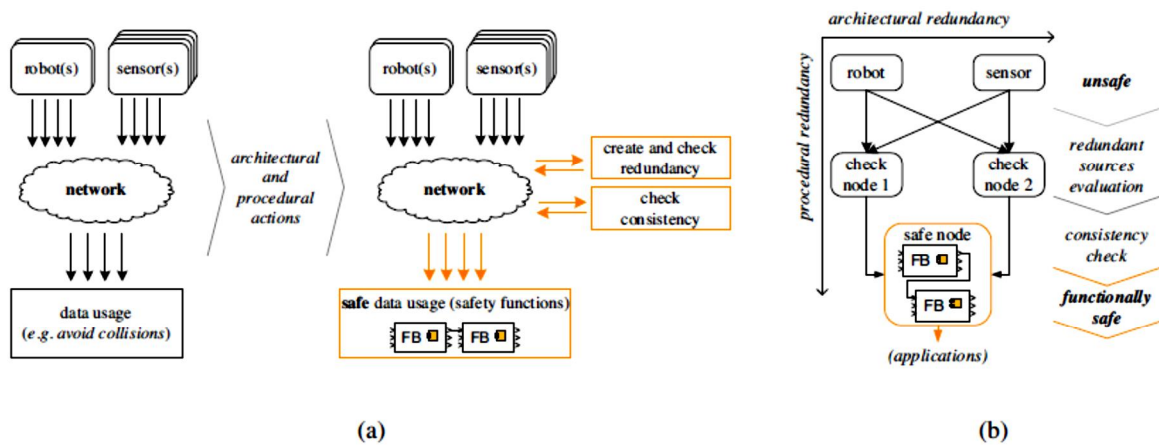 robot(s)
sensor(s)
network
data usage
(e.g. avoid collisions)
architectural
and
procedural
actions
robot(s)
sensor(s)
network
create and check
redundancy
check
consistency
safe data usage (safety functions)
FB
FB
(a)
architectural redundancy
procedural redundancy
robot
sensor
unsafe
check
node 1
check
node 2
redundant
sources
evaluation
safe node
FB
FB
consistency
check
functionally
safe
(applications)
(b)